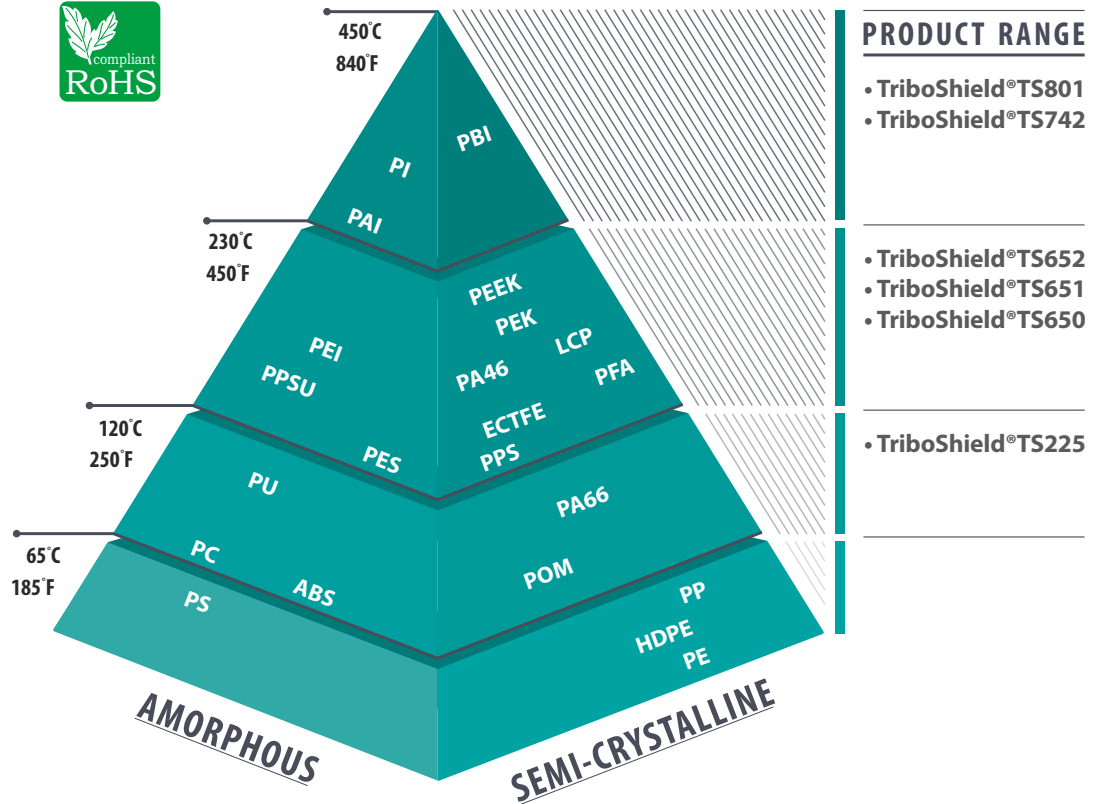 compliant
RoHS
450°C
840°F
PRODUCT RANGE
• TriboShield®TS801
• TriboShield®TS742
PBI
PI
PAI
230°C
450°F
• TriboShield®TS652
• TriboShield®TS651
• TriboShield®TS650
PEEK
PEK
LCP
PEI
PA46
PFA
PPSU
ECTFE
PES
PPS
120°C
250°F
• TriboShield®TS225
PU
PA66
PC
POM
ABS
65°C
185°F
PS
PP
HDPE
PE
AMORPHOUS
SEMI-CRYSTALLINE